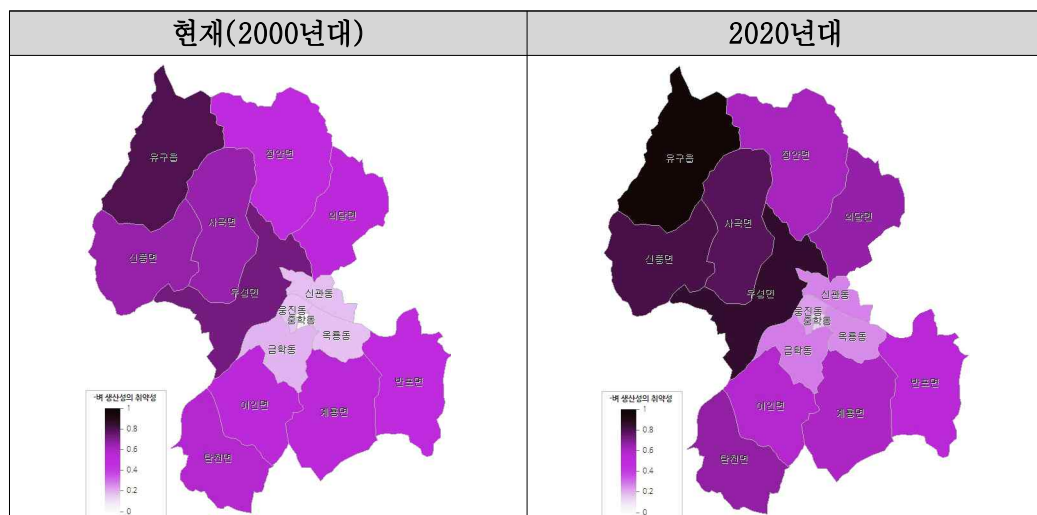 현재(2000년대)
2020년대
유구읍
정안면
사곡면
의당면
신풍면
우성면
신관동
웅진동
중학동
옥룡동
금학동
반포면
이인면
계룡면
탄천면
-벼 생산성의 취약성
1
0.8
0.6
0.4
0.2
0
유구읍
정안면
사곡면
의당면
신풍면
우성면
신관동
웅진동
중학동
옥룡동
금학동
반포면
이인면
계룡면
탄천면
-벼 생산성의 취약성
1
0.8
0.6
0.4
0.2
0